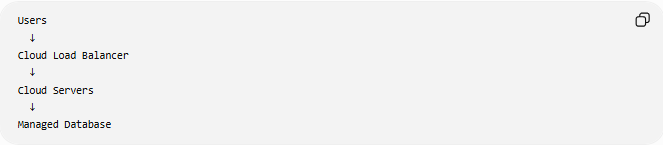 Users
↓
Cloud Load Balancer
↓
Cloud Servers
↓
Managed Database